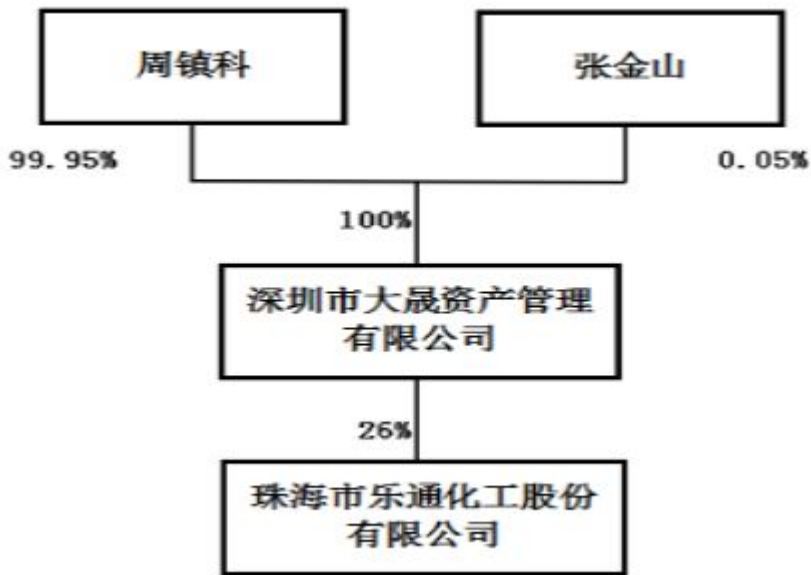 周镇科
张金山
99.95%
0.05%
100%
深圳市大晟资产管理
有限公司
26%
珠海市乐通化工股份
有限公司